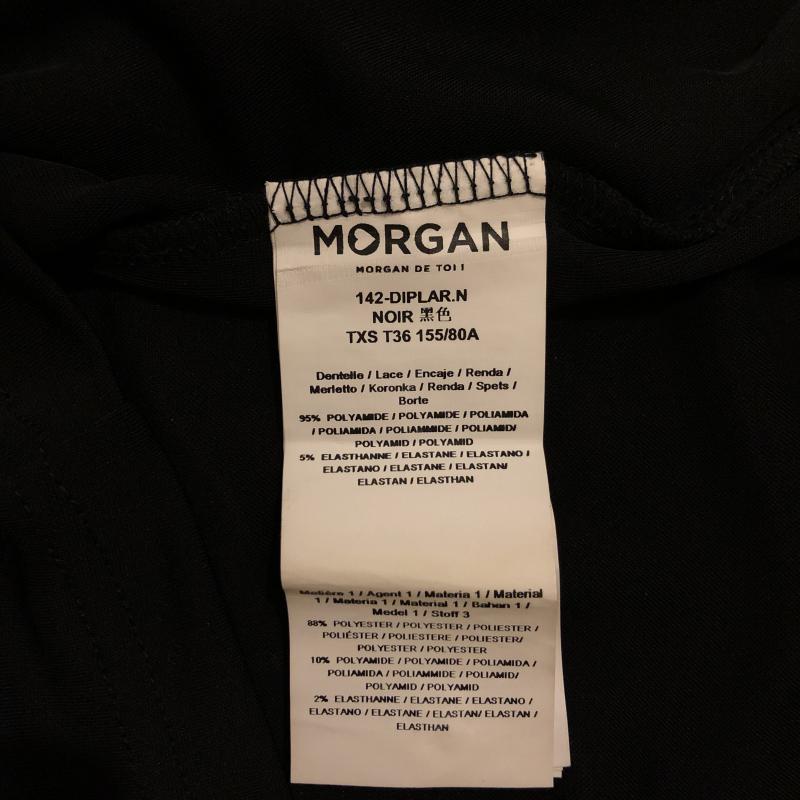 MORGAN
MORGAN DE TOI !
142-DIPLAR.N
NOIR 黑色
TXS T36 155/80A
Dentelle / Lace / Encaje / Renda /
Merletto / Koronka / Renda / Spets /
Borte
95% POLYAMIDE / POLYAMIDE / POLIAMIDA
/ POLIAMIDA / POLIAMMIDE / POLIAMID/
POLYAMID / POLYAMID
5% ELASTHANNE / ELASTANE / ELASTANO /
ELASTANO / ELASTANE / ELASTAN/
ELASTAN / ELASTHAN
Matière 1 / Agent 1 / Materia 1 / Material
1 / Materia 1 / Material 1 / Bahan 1 /
Medel 1 / Stoff 3
88% POLYESTER / POLYESTER / POLIESTER /
POLIÉSTER / POLIESTERE / POLIESTER/
POLYESTER / POLYESTER
10% POLYAMIDE / POLYAMIDE / POLIAMIDA /
POLIAMIDA / POLIAMMIDE / POLIAMID/
POLYAMID / POLYAMID
2% ELASTHANNE / ELASTANE / ELASTANO /
ELASTANO / ELASTANE / ELASTAN/ ELASTAN /
ELASTHAN